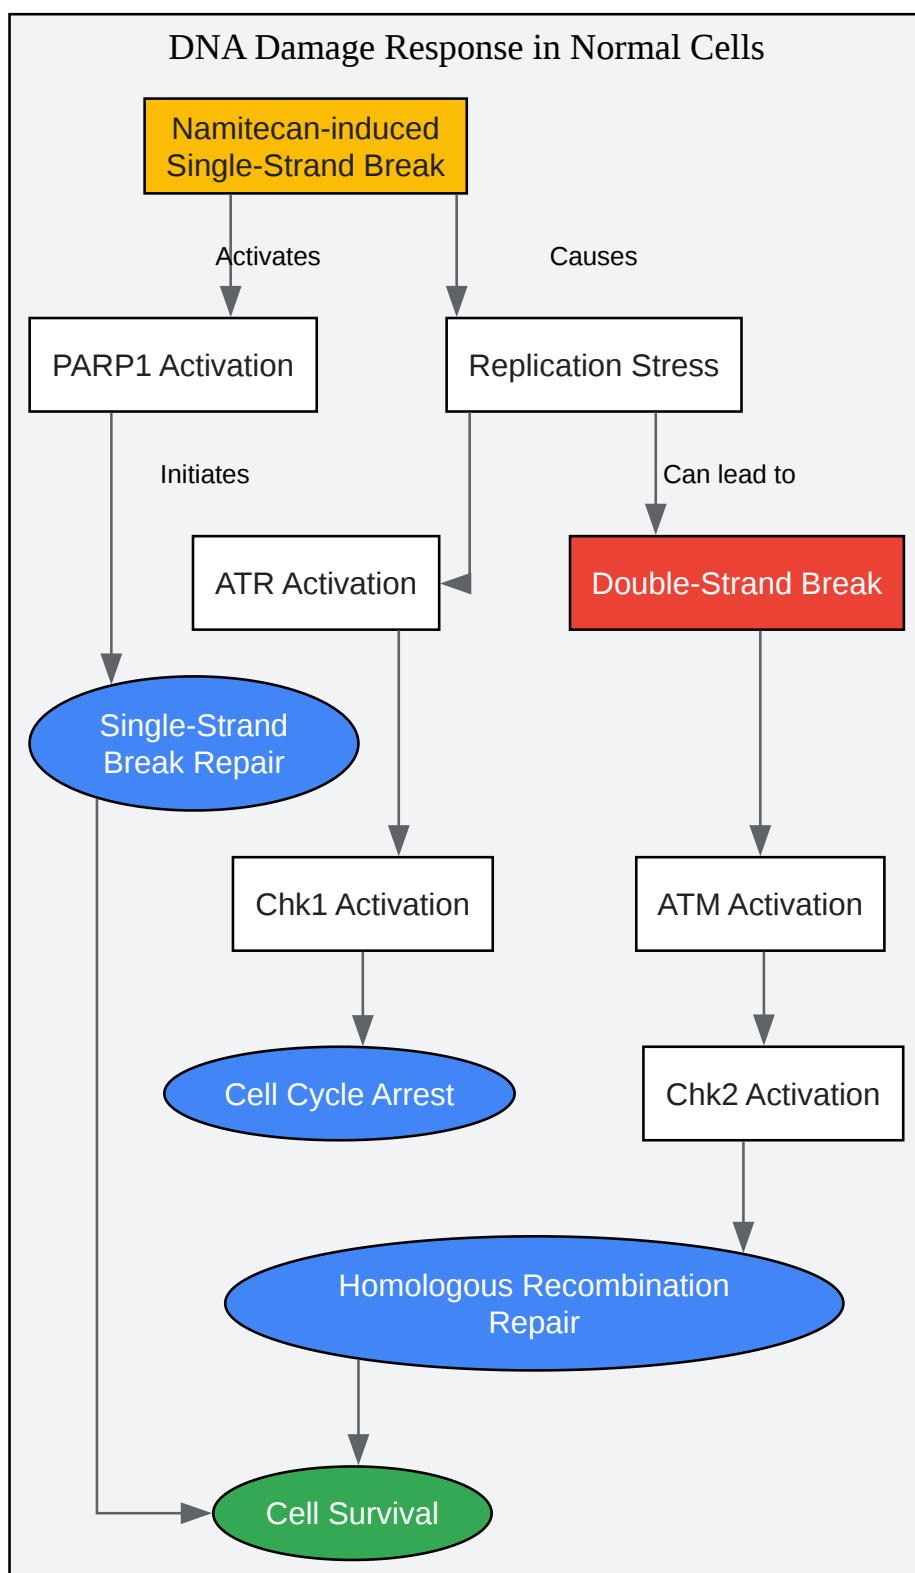 DNA Damage Response in Normal Cells
Namitecan-induced
Single-Strand Break
Activates
Causes
PARP1 Activation
Replication Stress
Initiates
Can lead to
ATR Activation
Double-Strand Break
Single-Strand
Break Repair
Chk1 Activation
ATM Activation
Cell Cycle Arrest
Chk2 Activation
Homologous Recombination
Repair
Cell Survival